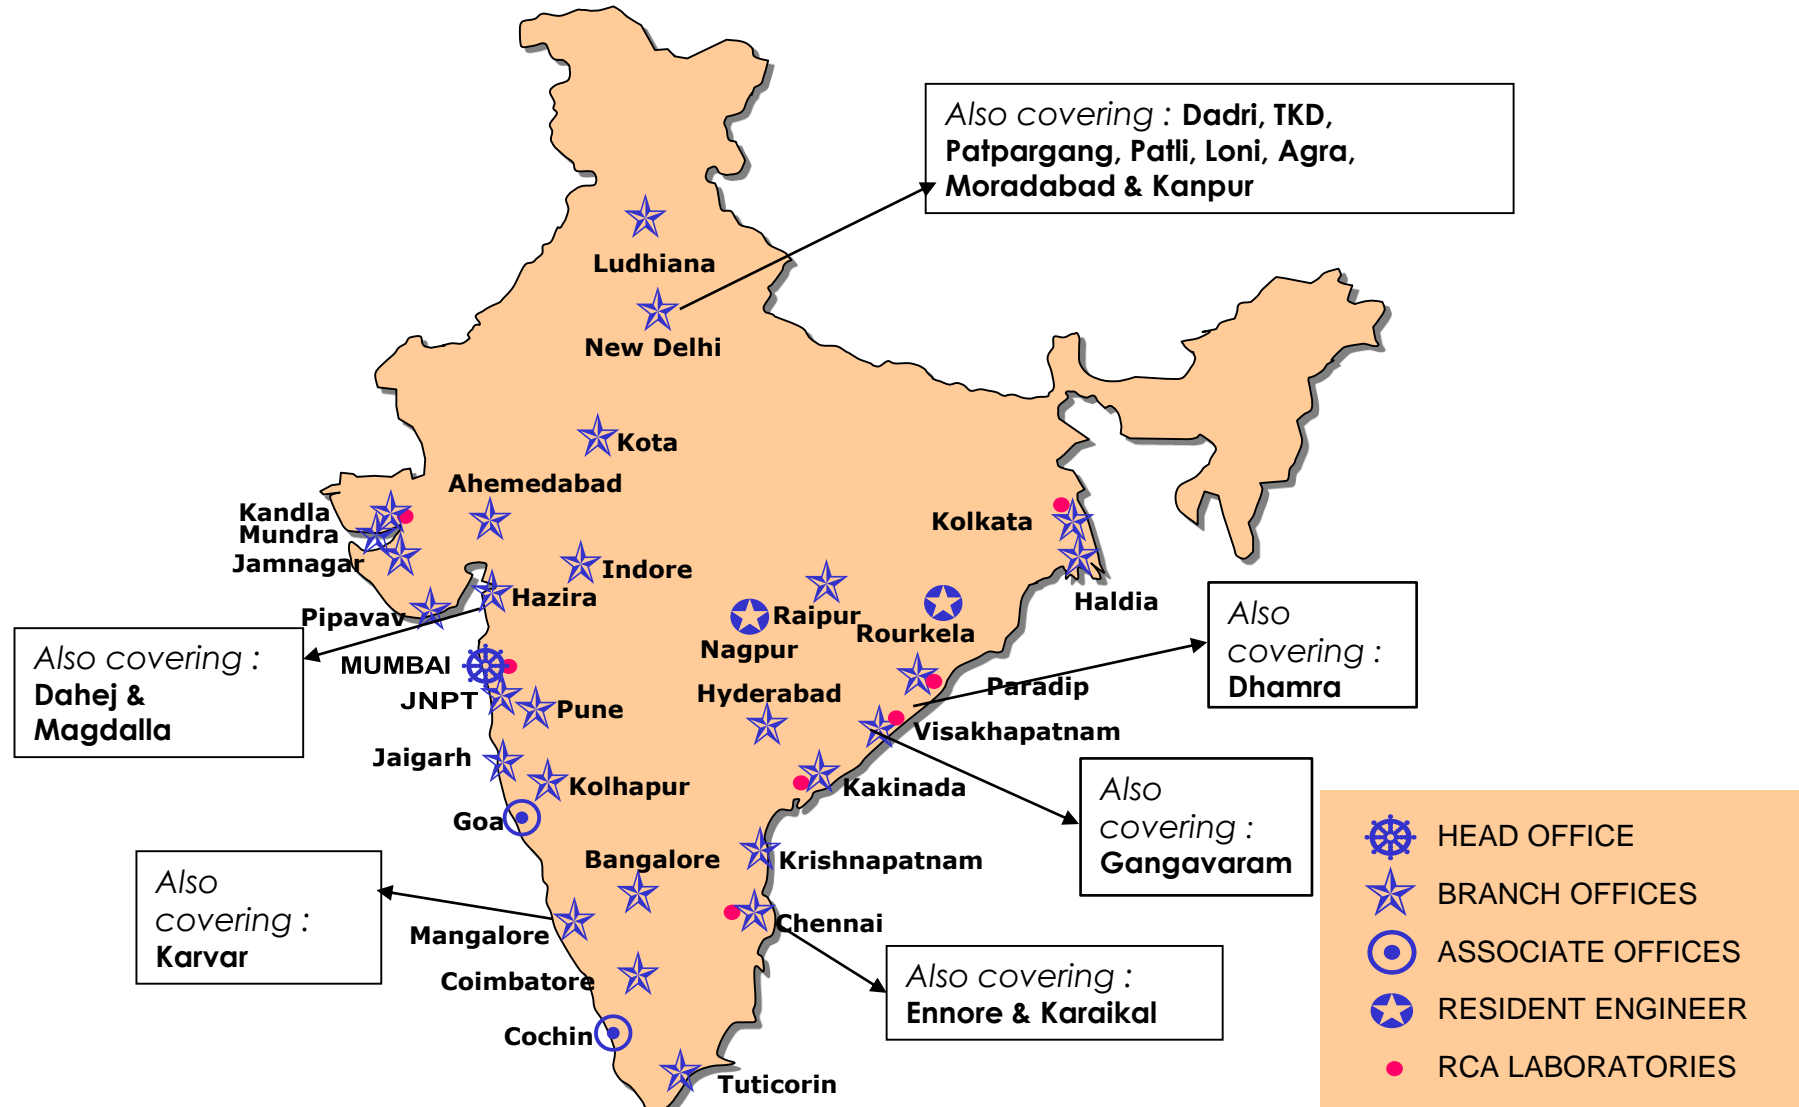 Also covering : Dadri, TKD,
Patpargang, Patli, Loni, Agra,
Moradabad & Kanpur
Ludhiana
New Delhi
Kota
Ahemedabad
Kandla
Mundra
Jamnagar
Kolkata
Indore
Hazira
Pipavav
Raipur
Haldia
Rourkela
Nagpur
Also
covering :
Dhamra
Also covering :
Dahej &
Magdalla
MUMBAI
JNPT
Pune
Hyderabad
Paradip
Visakhapatnam
Jaigarh
Kolhapur
Kakinada
Also
covering :
Gangavaram
Goa
Bangalore
Krishnapatnam
Also
covering :
Karvar
Mangalore
Chennai
Coimbatore
Also covering :
Ennore & Karaikal
Cochin
Tuticorin
HEAD OFFICE
BRANCH OFFICES
ASSOCIATE OFFICES
RESIDENT ENGINEER
RCA LABORATORIES